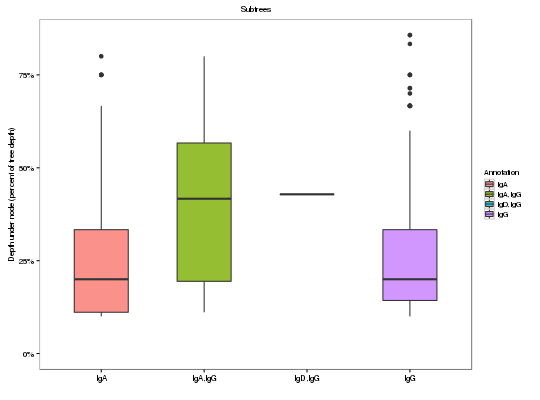 Subtrees
Depth under node (percent of tree depth)
75%
50%
25%
0%
IgA
IgA.IgG
IgD.IgG
IgG
Annotation
IgA
IgA.IgG
IgD.IgG
IgG